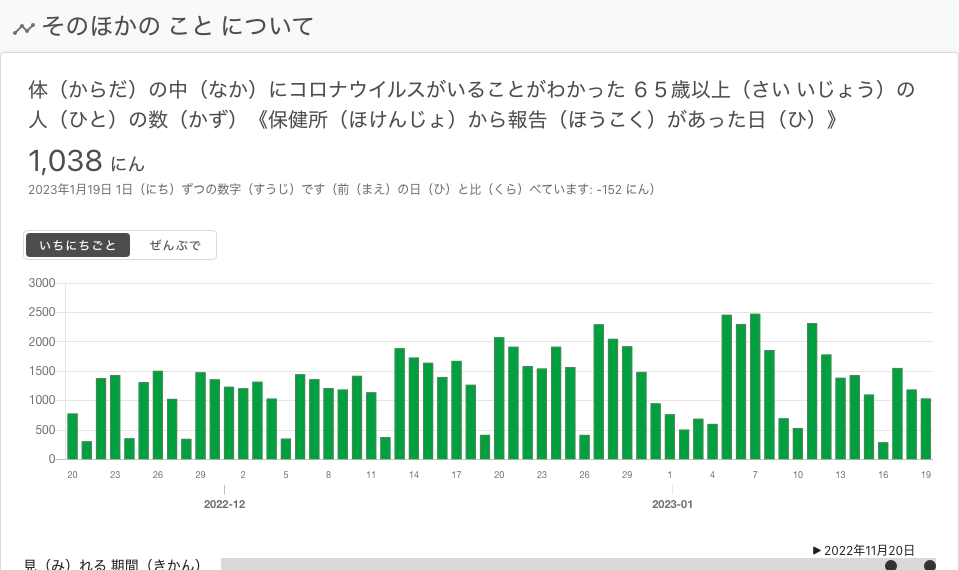 そのほかの こと について
体（からだ）の中（なか）にコロナウイルスがいることがわかった ６５歳以上（さい いじょう）の
人（ひと）の数（かず）《保健所（ほけんじょ）から報告（ほうこく）があった日（ひ）》
1,038 にん
2023年1月19日 1日（にち）ずつの数字（すうじ）です（前（まえ）の日（ひ）と比（くら）べています: -152 にん）
いちにちごと ぜんぶで
3000
2500
2000
1500
1000
500
0
20 23 26 29 2 5 8 11 14 17 20 23 26 29 1 4 7 10 13 16 19
2022-12 2023-01
▶2022年11月20日
見（み）れる 期間（きかん）